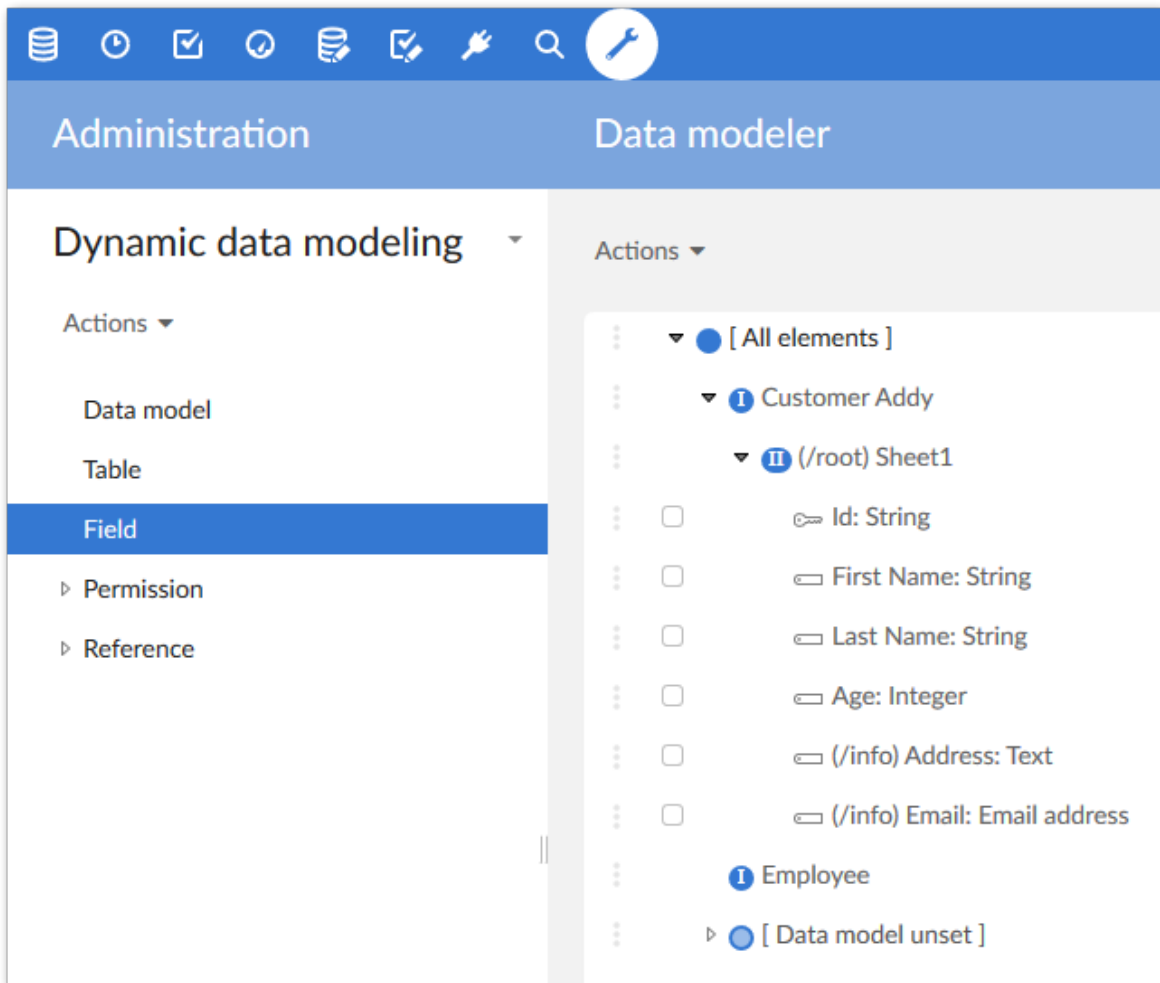 Administration
Data modeler
Dynamic data modeling
Actions
Data model
Table
Field
Permission
Reference
Actions
[ All elements ]
I Customer Addy
II (/root) Sheet1
Id: String
First Name: String
Last Name: String
Age: Integer
(/info) Address: Text
(/info) Email: Email address
I Employee
[ Data model unset ]